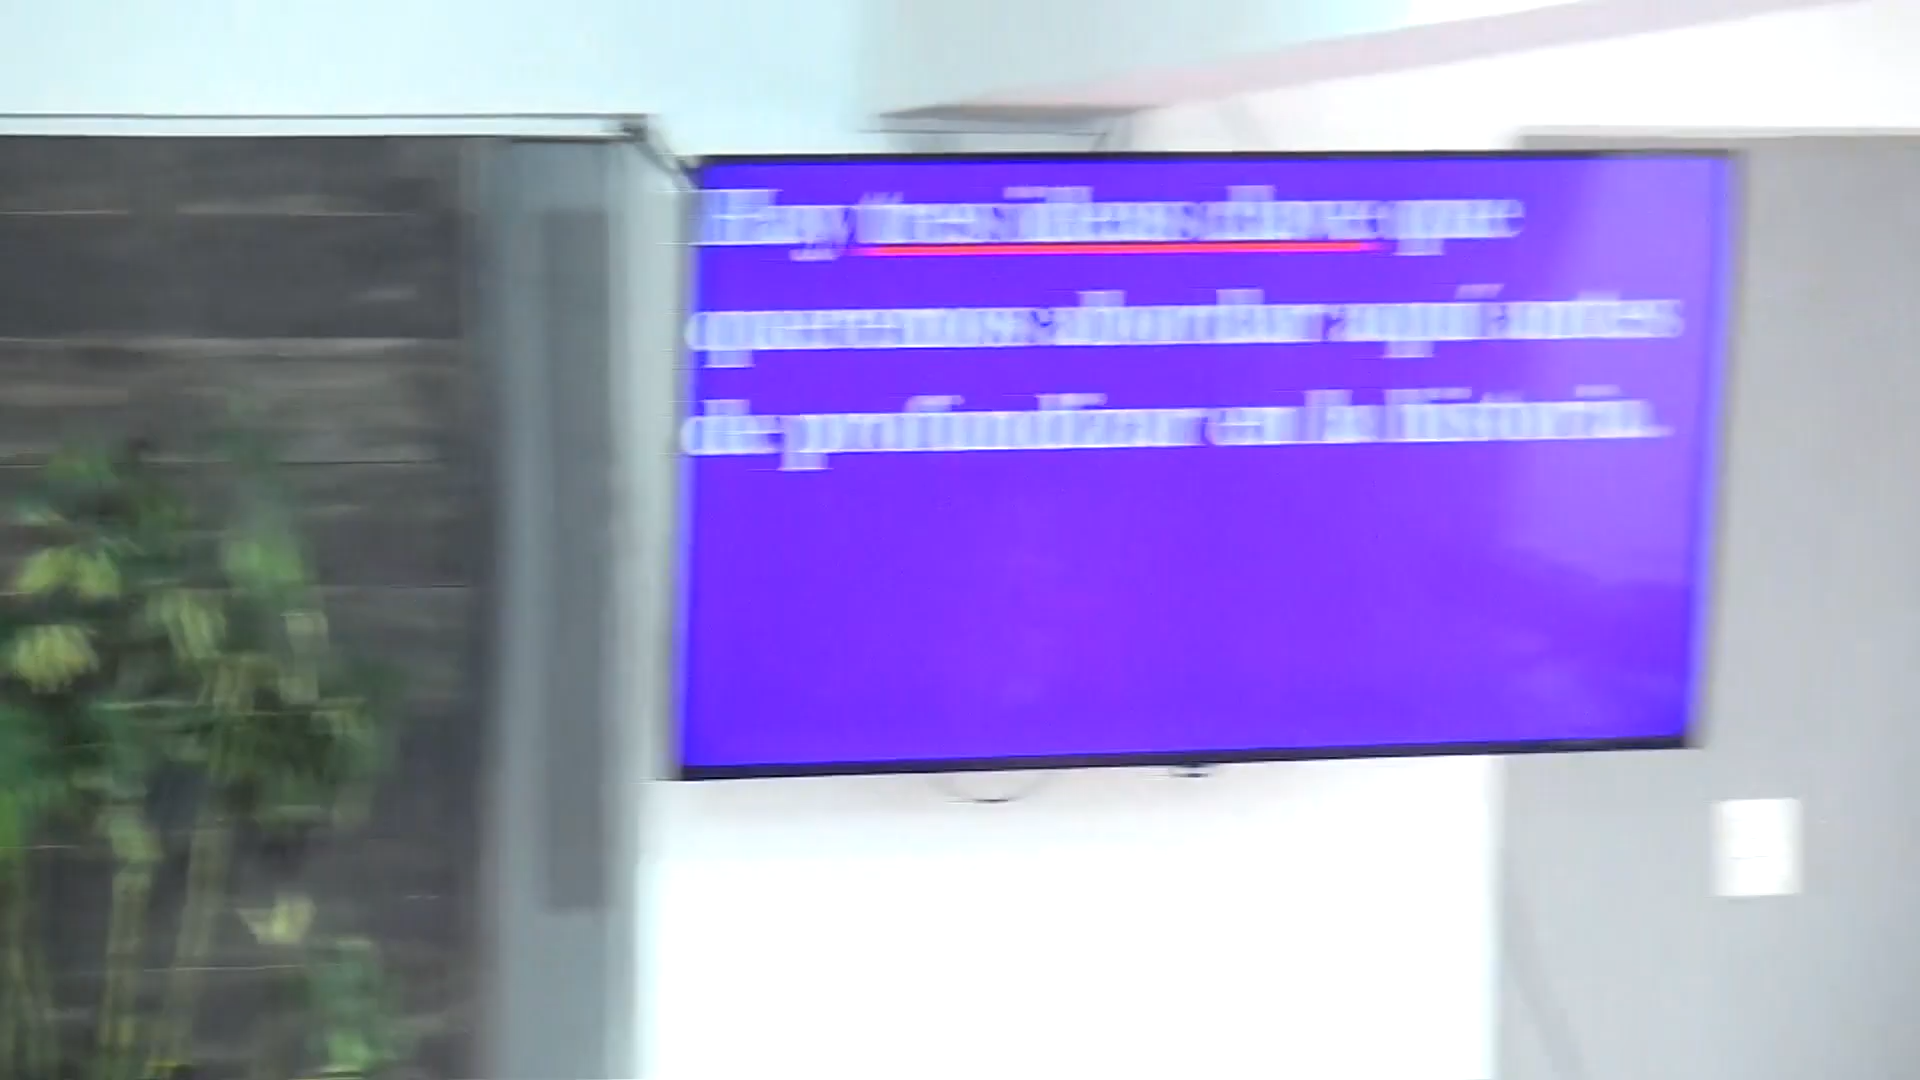 Hay tres ideas clave que
queremos abordar aquí antes
de profundizar en la historia.